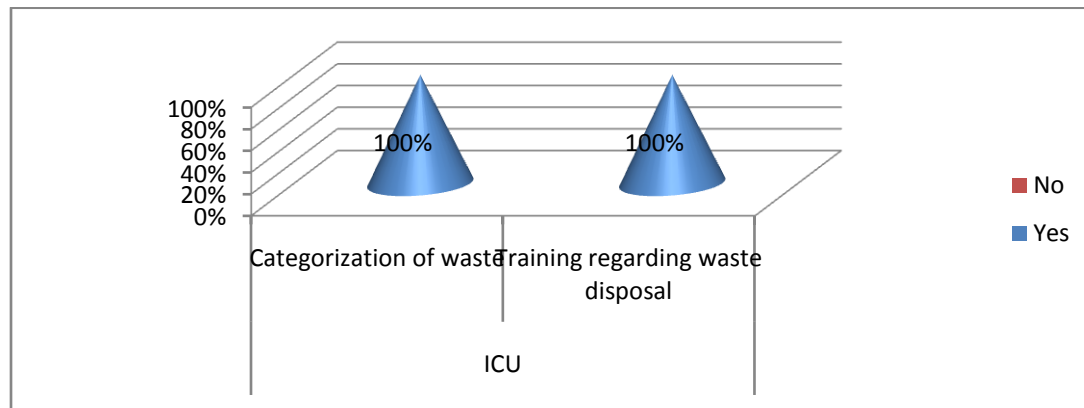 100%
80%
60%
40%
20%
0%
100%
100%
Categorization of waste
Training regarding waste
disposal
ICU
No
Yes